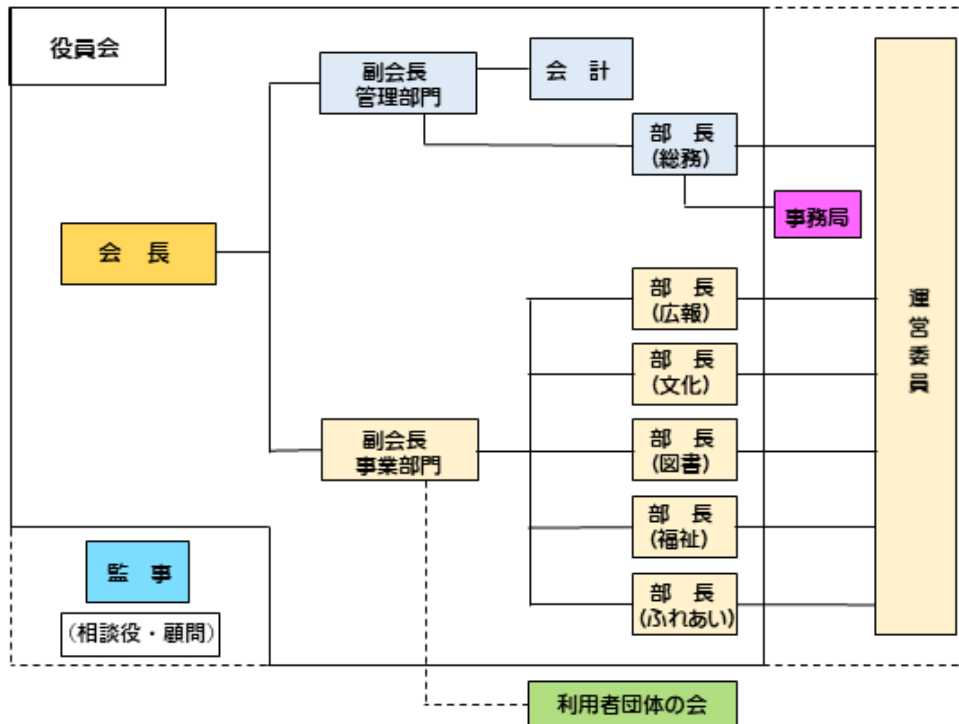 役員会
副会長
管理部門
会 計
部 長
(総務)
事務局
会 長
部 長
(広報)
部 長
(文化)
副会長
事業部門
部 長
(図書)
部 長
(福祉)
部 長
(ふれあい)
運営委員
監 事
(相談役・顧問)
利用者団体の会